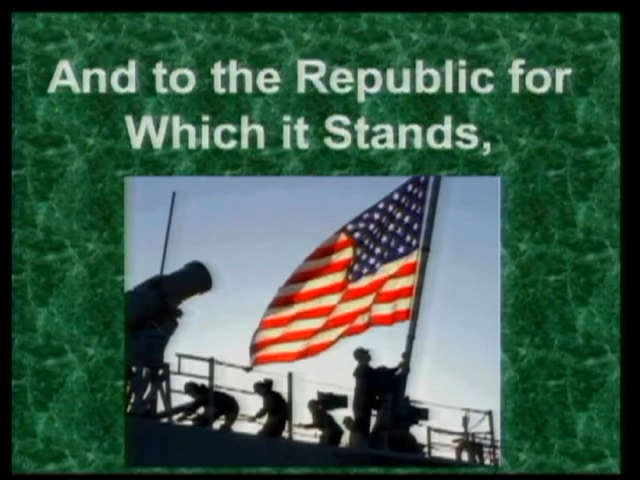 And to the Republic for
Which it Stands,